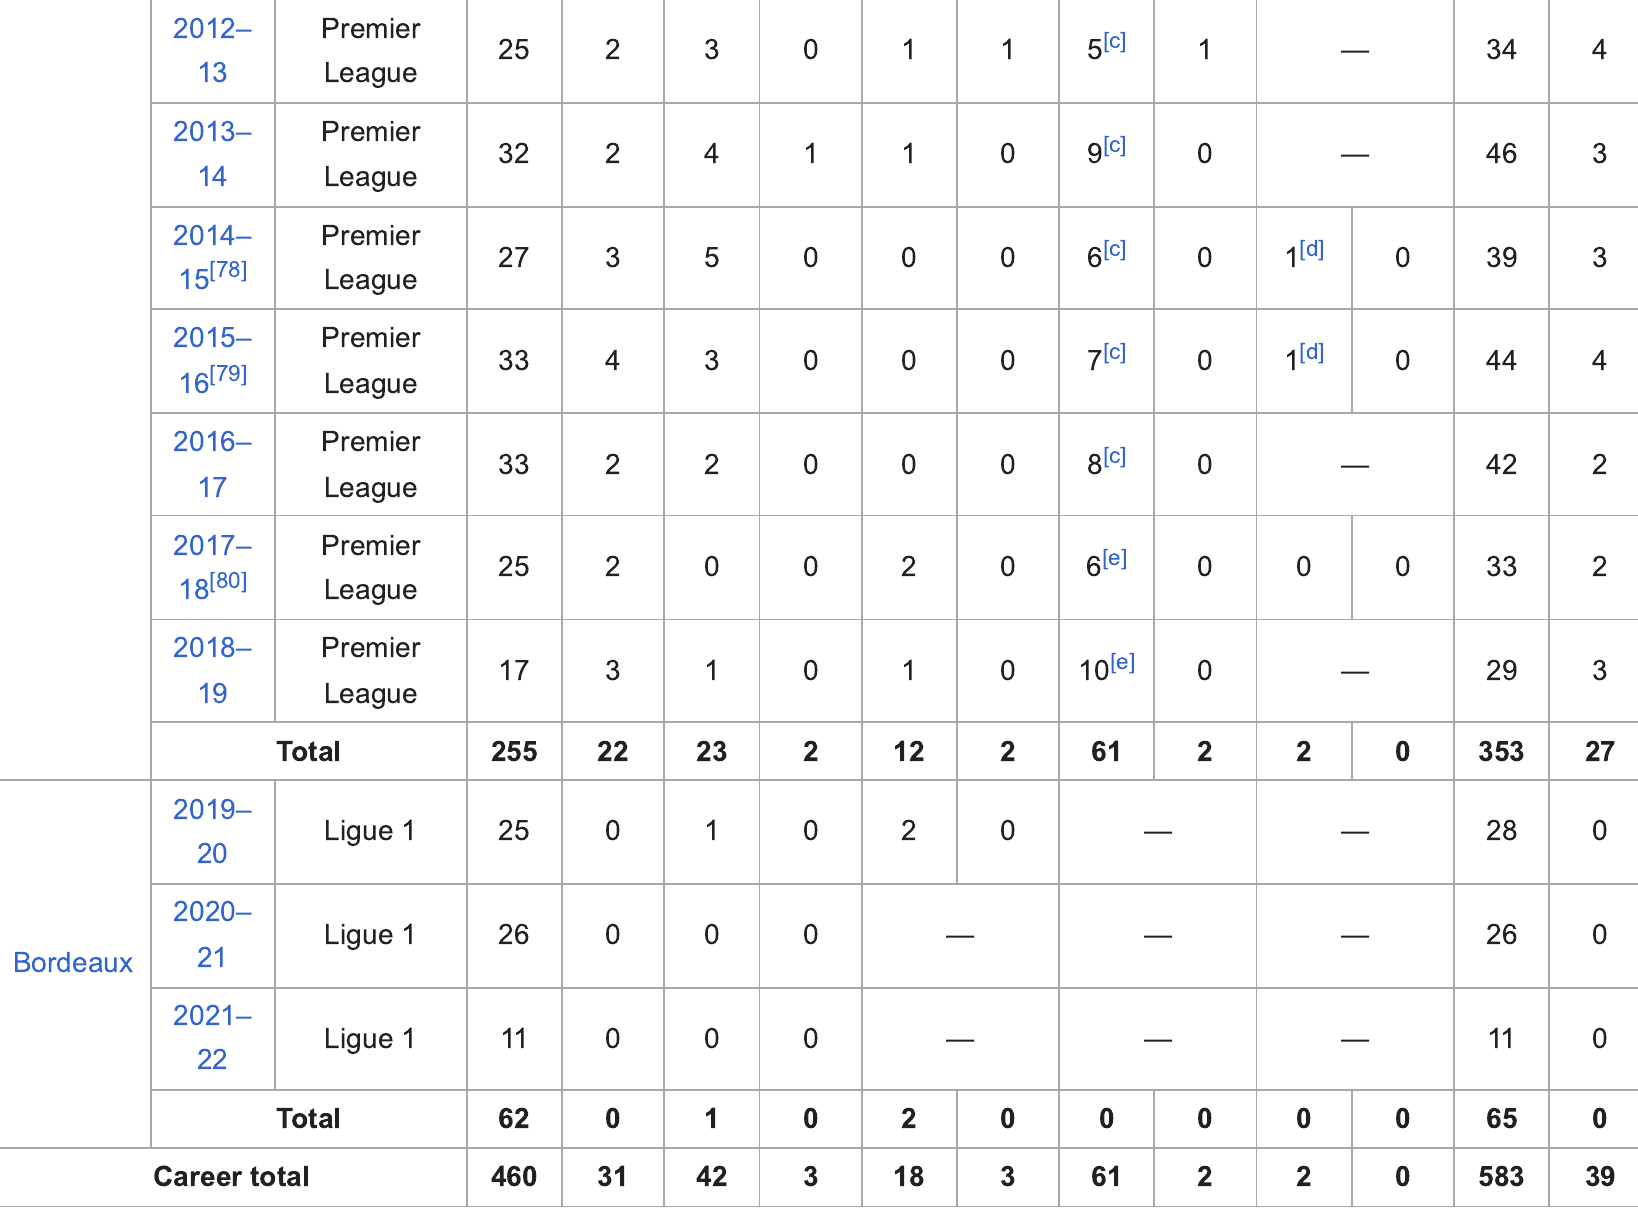 2012–13 Premier League 25 2 3 0 1 1 5[c] 1 — 34 4
2013–14 Premier League 32 2 4 1 1 0 9[c] 0 — 46 3
2014–15[78] Premier League 27 3 5 0 0 0 6[c] 0 1[d] 0 39 3
2015–16[79] Premier League 33 4 3 0 0 0 7[c] 0 1[d] 0 44 4
2016–17 Premier League 33 2 2 0 0 0 8[c] 0 — 42 2
2017–18[80] Premier League 25 2 0 0 2 0 6[e] 0 0 0 33 2
2018–19 Premier League 17 3 1 0 1 0 10[e] 0 — 29 3
Total 255 22 23 2 12 2 61 2 2 0 353 27
Bordeaux 2019–20 Ligue 1 25 0 1 0 2 0 — — 28 0
2020–21 Ligue 1 26 0 0 0 — — — 26 0
2021–22 Ligue 1 11 0 0 0 — — — 11 0
Total 62 0 1 0 2 0 0 0 0 0 65 0
Career total 460 31 42 3 18 3 61 2 2 0 583 39